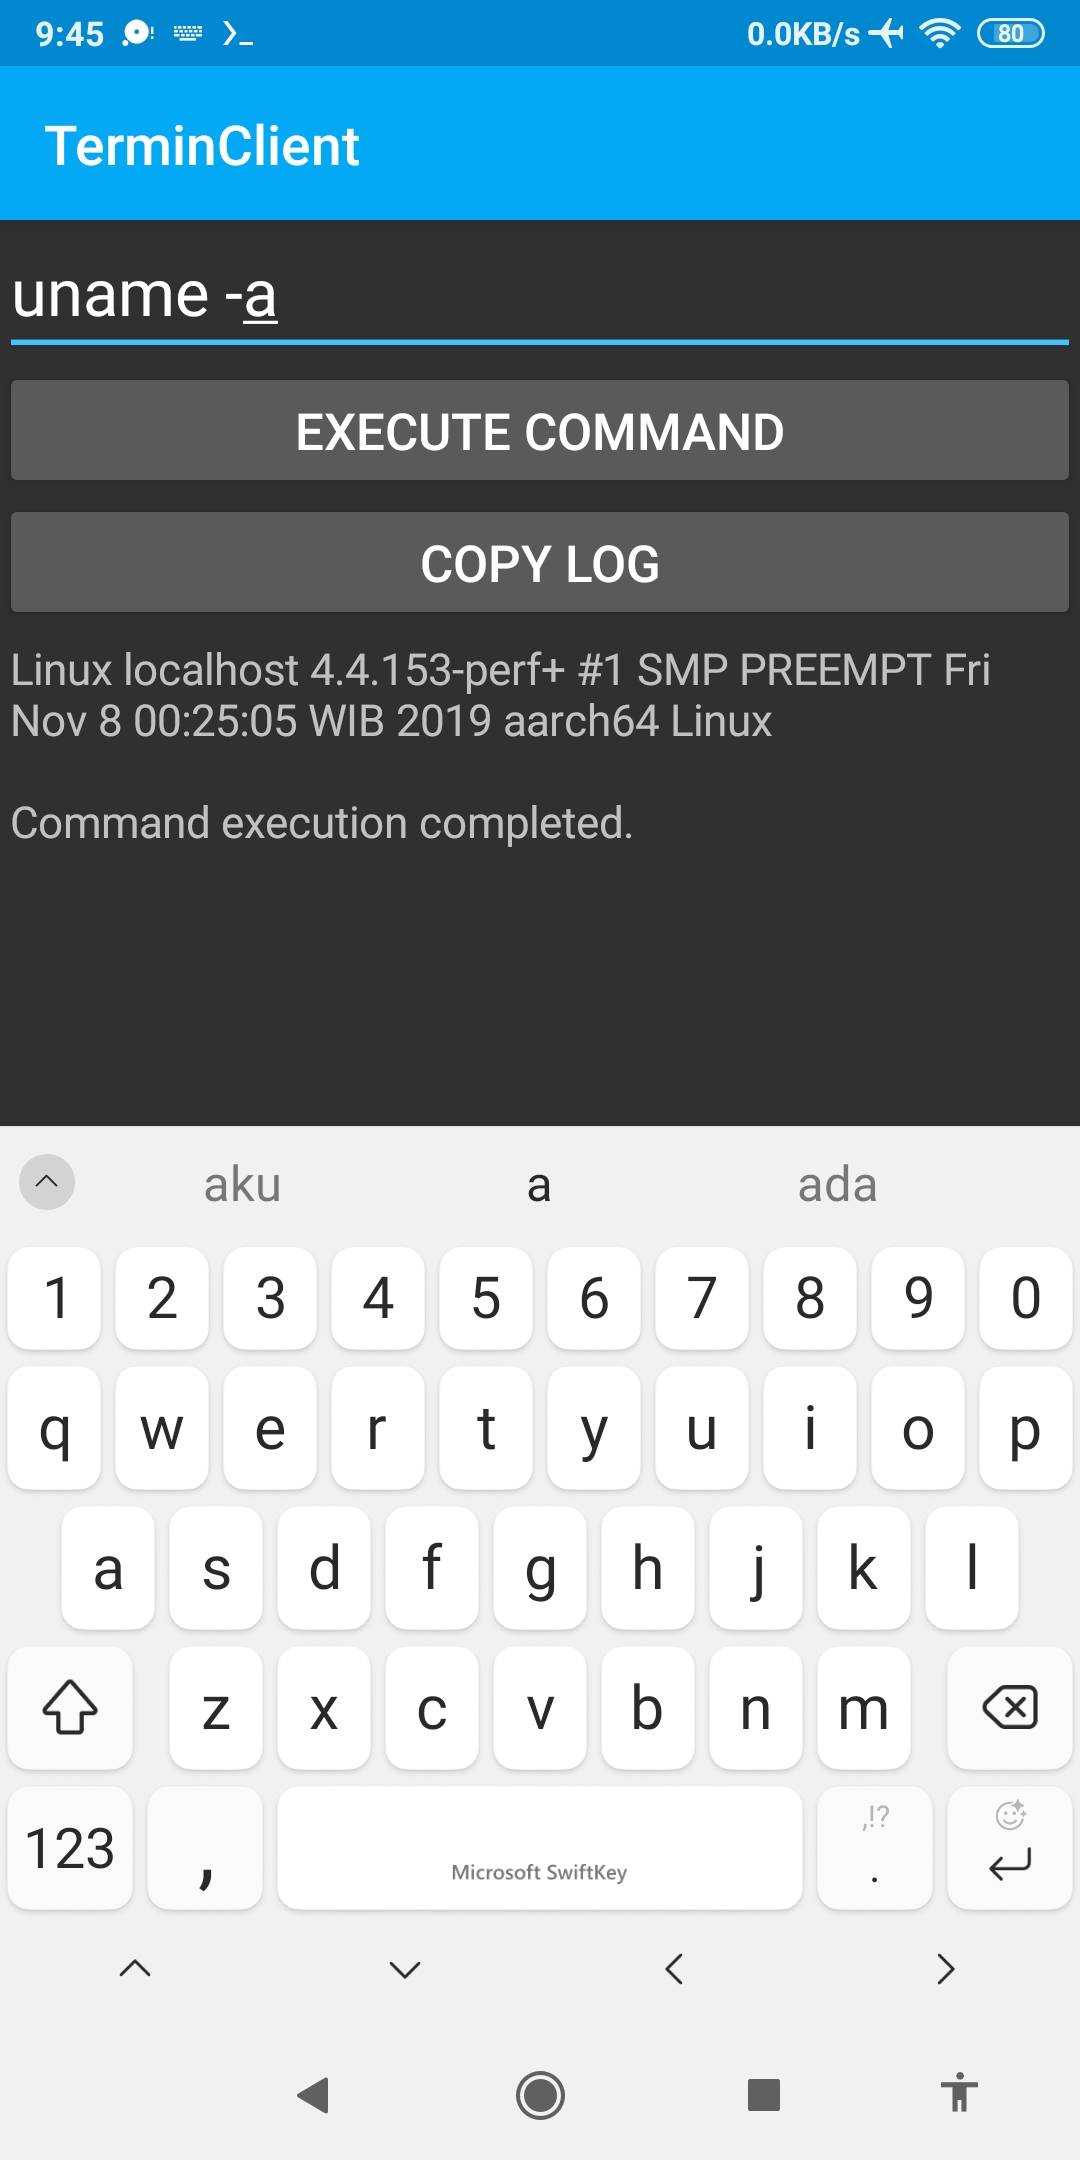 9:45 0.0KB/s 80
TerminClient
uname -a
EXECUTE COMMAND
COPY LOG
Linux localhost 4.4.153-perf+ #1 SMP PREEMPT Fri
Nov 8 00:25:05 WIB 2019 aarch64 Linux
Command execution completed.
aku a ada
1 2 3 4 5 6 7 8 9 0
q w e r t y u i o p
a s d f g h j k l
z x c v b n m
,!?
123 , .
Microsoft SwiftKey